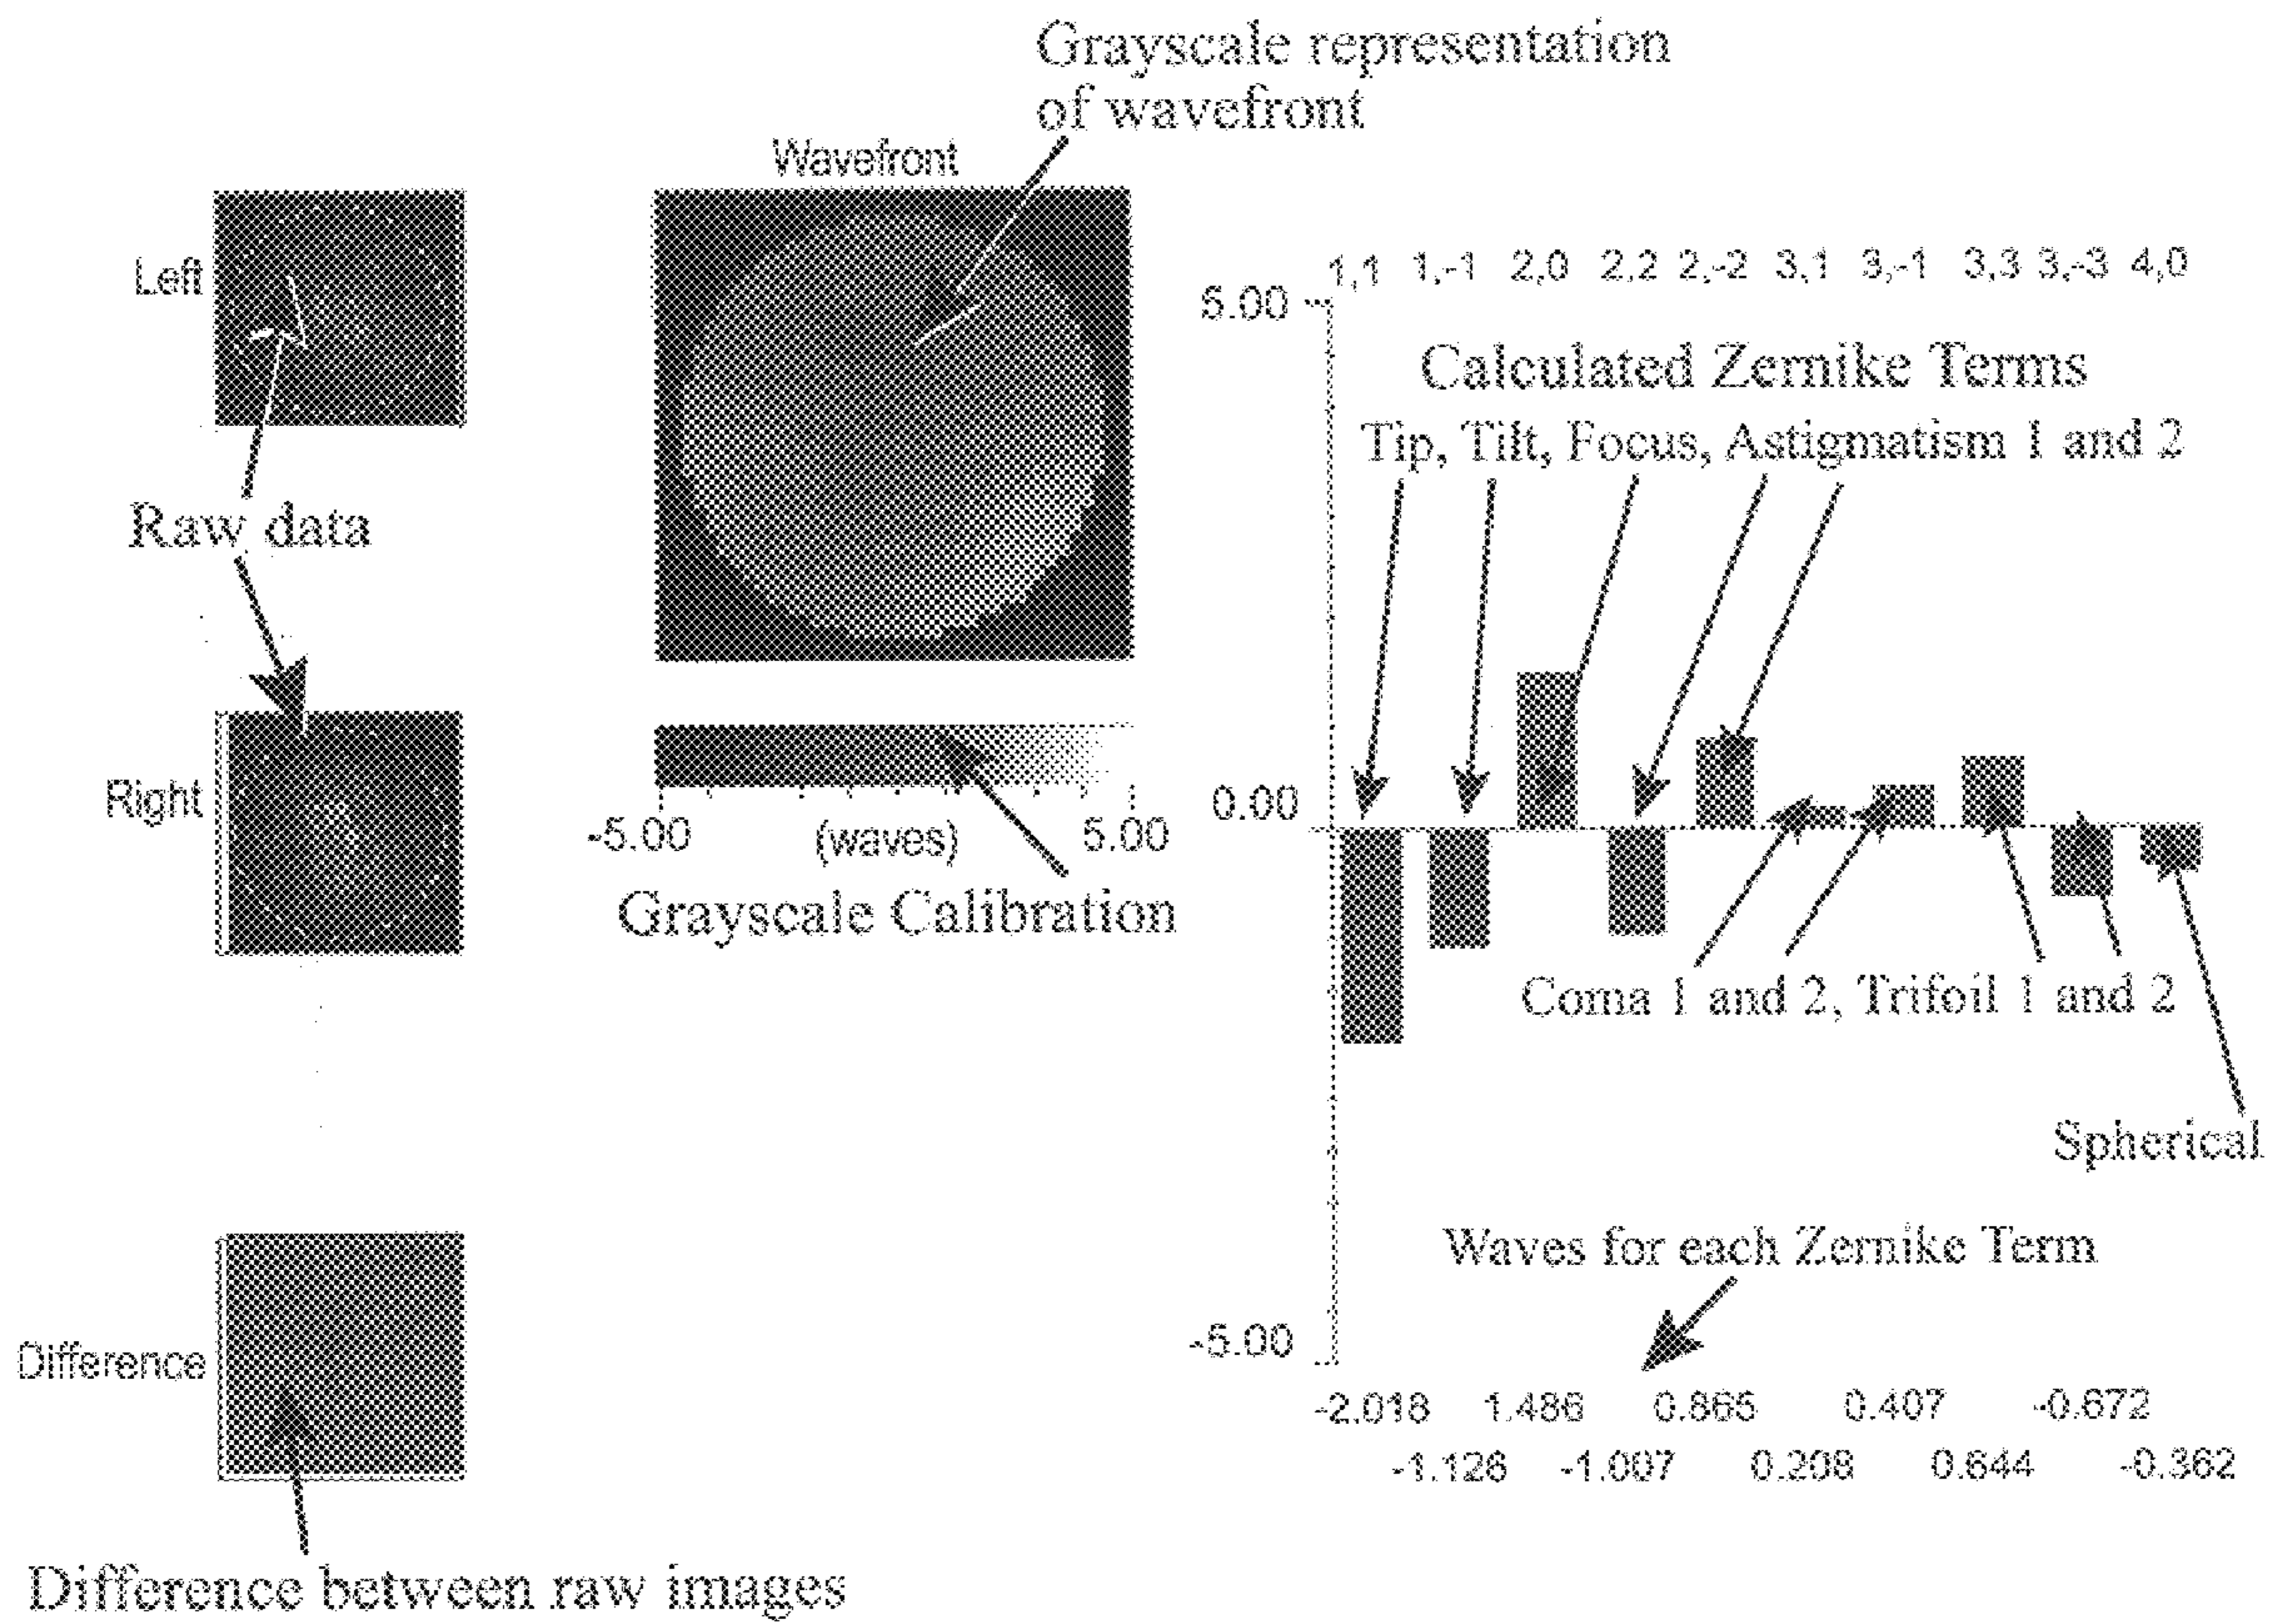 Grayscale representation
of wavefront
Wavefront
Left
Raw data
Right
-5.00 (waves) 5.00
Grayscale Calibration
Difference
Difference between raw images
1,1 1,-1 2,0 2,2 2,-2 3,1 3,-1 3,3 3,-3 4,0
5.00
Calculated Zernike Terms
Tip, Tilt, Focus, Astigmatism 1 and 2
0.00
Coma 1 and 2, Trifoil 1 and 2
Spherical
Waves for each Zernike Term
-5.00
-2.018 1.486 0.865 0.407 -0.672
-1.126 -1.007 0.208 0.644 -0.362